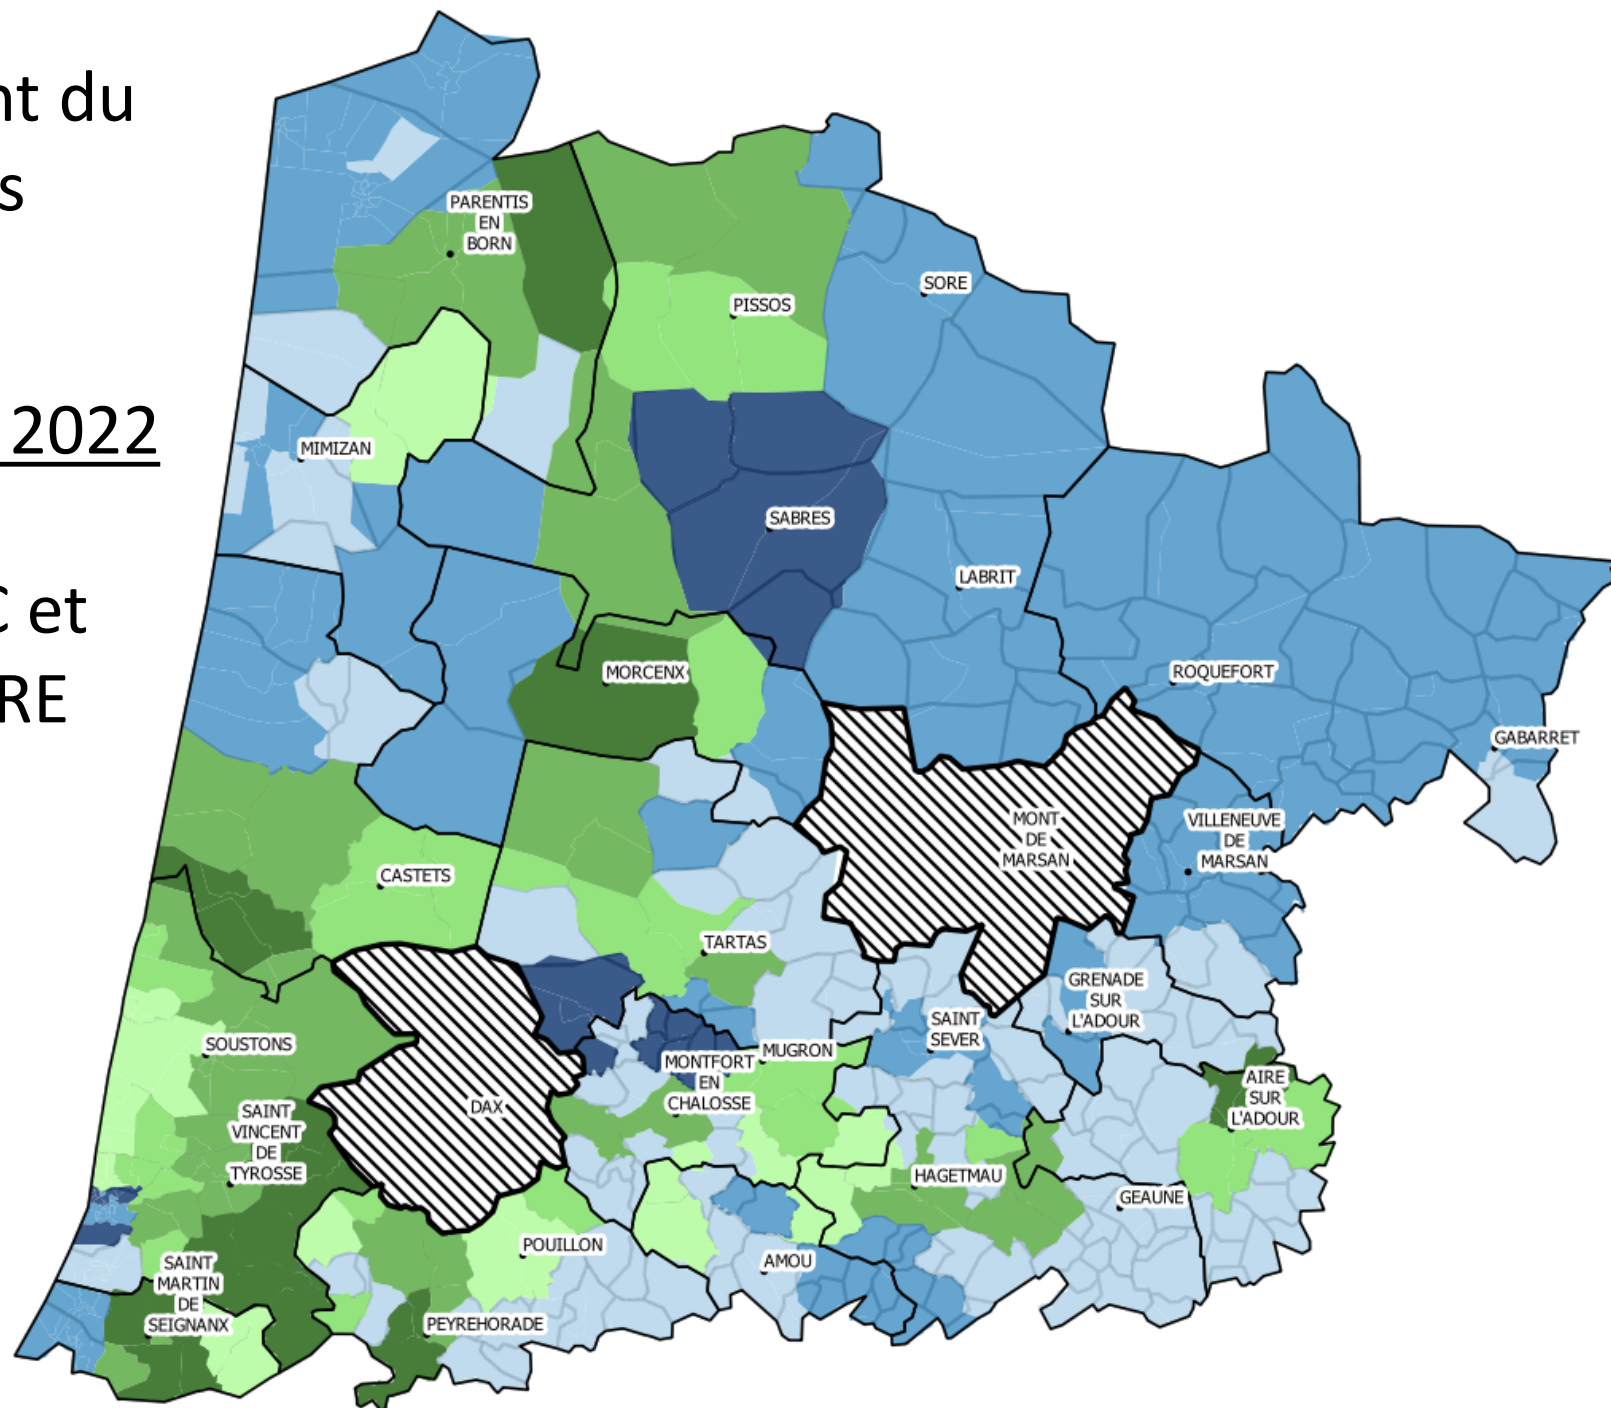 nt du
s
2022
C et
RE
PARENTIS
EN
BORN
PISSOS
SORE
MIMIZAN
SABRES
LABRIT
MORCENX
ROQUEFORT
GABARRET
MONT
DE
MARSAN
VILLENEUVE
DE
MARSAN
CASTETS
TARTAS
GRENADE
SUR
L'ADOUR
SAINT
SEVER
SOUSTONS
MUGRON
MONTFORT
EN
CHALOSSE
AIRE
SUR
L'ADOUR
DAX
SAINT
VINCENT
DE
TYROSSE
HAGETMAU
GEAUNE
POUILLON
AMOU
SAINT
MARTIN
DE
SEIGNANX
PEYREHORADE